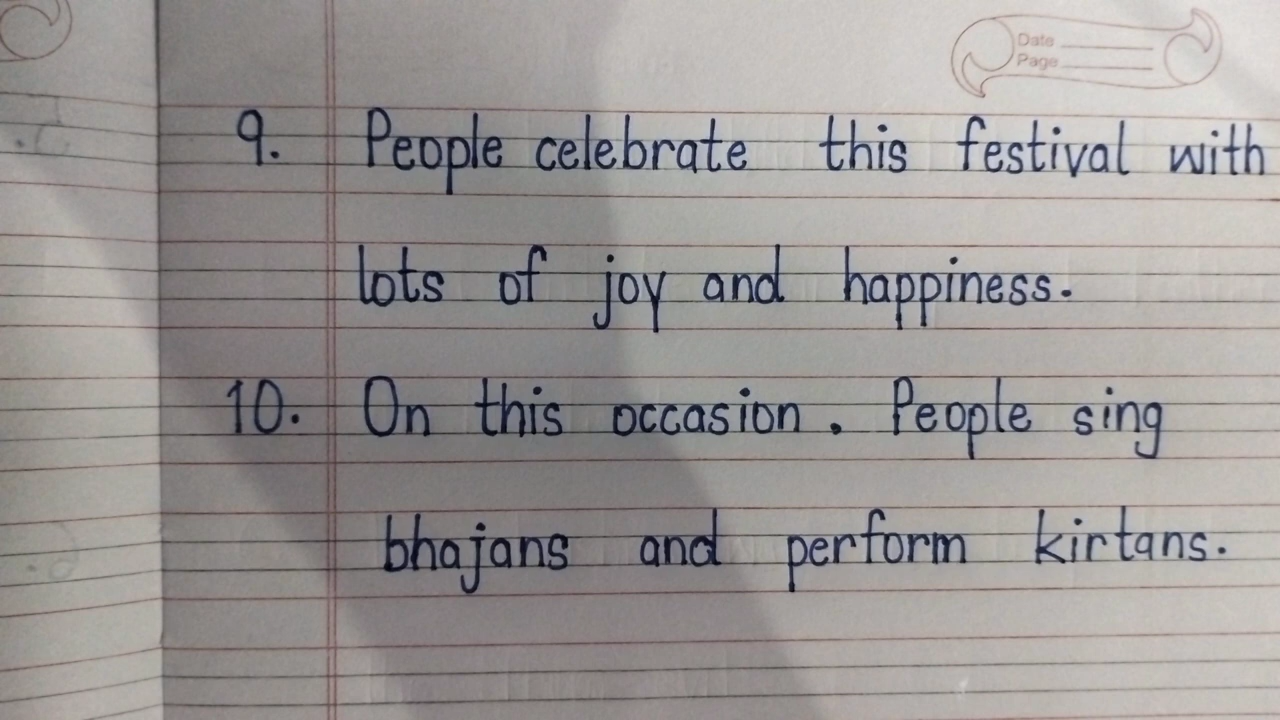 Date
Page
9. People celebrate this festival with
lots of joy and happiness.
10. On this occasion. People sing
bhajans and perform kirtans.